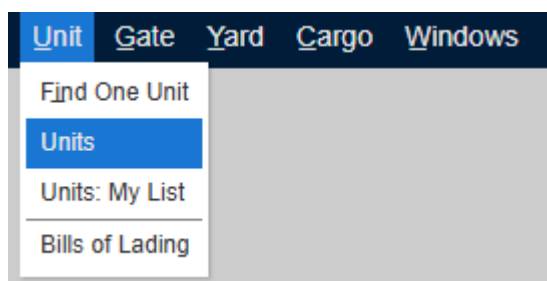 Unit Gate Yard Cargo Windows
Find One Unit
Units
Units: My List
Bills of Lading